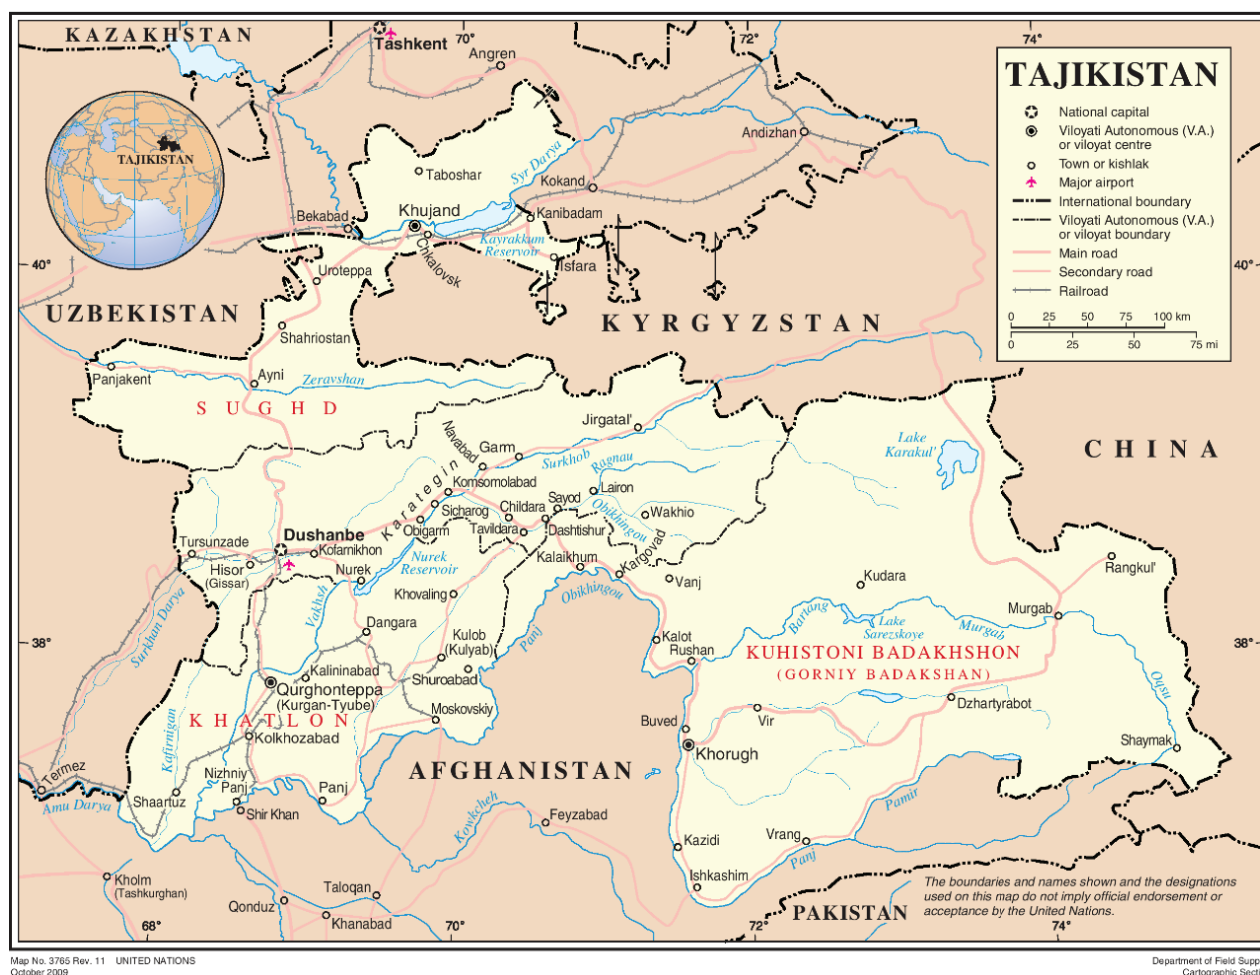 KAZAKHSTAN
Tashkent
70
72
74
Angren
TAJIKISTAN
National capital
Viloyati Autonomous (V.A.)
or viloyat centre
Town or kishlak
Major airport
International boundary
Viloyati Autonomous (V.A.)
or viloyat boundary
Main road
Secondary road
Railroad
0 25 50 75 100 km
0 25 50 75 mi
TAJIKISTAN
Andizhan
Taboshar
Syr Darya
Kokand
Bekabad
Khujand
Kanibadam
Chkalovsk
Kayrakkum
Reservoir
Isfara
40°
40°
Uroteppa
UZBEKISTAN
KYRGYZSTAN
Shahriostan
Panjakent
Ayni
Zeravshan
SUGHD
Jirgatal'
Navabad
Garm
Surkhob
Ragnau
Lake
Karakul'
CHINA
Karategin
Komsomolabad
Lairon
Sicharog
Childara
Sayod
Obikhingou
Wakhio
Obigarm
Tavildara
Dashtishur
Dushanbe
Tursunzade
Kofarnikhon
Hisor
(Gissar)
Nurek
Nurek
Reservoir
Kalaikhum
Kargovad
Vanj
Rangkul'
Kudara
Khovaling
Obikhingou
Vakhsh
Surkhan Darya
Dangara
Panj
Bartang
Lake
Sarezskoye
Murgab
Murgab
38°
38°
Kulob
(Kulyab)
Kalot
Rushan
KUHISTONI BADAKHSHON
(GORNIY BADAKSHAN)
Oqsu
Kalininabad
Shuroabad
Qurghonteppa
(Kurgan-Tyube)
KHATLON
Moskovskiy
Dzhartyrabot
Buved
Vir
Kolkhozabad
Kafirnigan
Khorugh
Shaymak
AFGHANISTAN
Termez
Nizhniy
Panj
Panj
Amu Darya
Shaartuz
Shir Khan
Kowkcheh
Feyzabad
Pamir
Kazidi
Vrang
Panj
Kholm
(Tashkurghan)
Taloqan
Ishkashim
Qonduz
Khanabad
PAKISTAN
The boundaries and names shown and the designations
used on this map do not imply official endorsement or
acceptance by the United Nations.
68
70
72
74
Map No. 3765 Rev. 11 UNITED NATIONS
October 2009
Department of Field Supp
Cartographic Sect